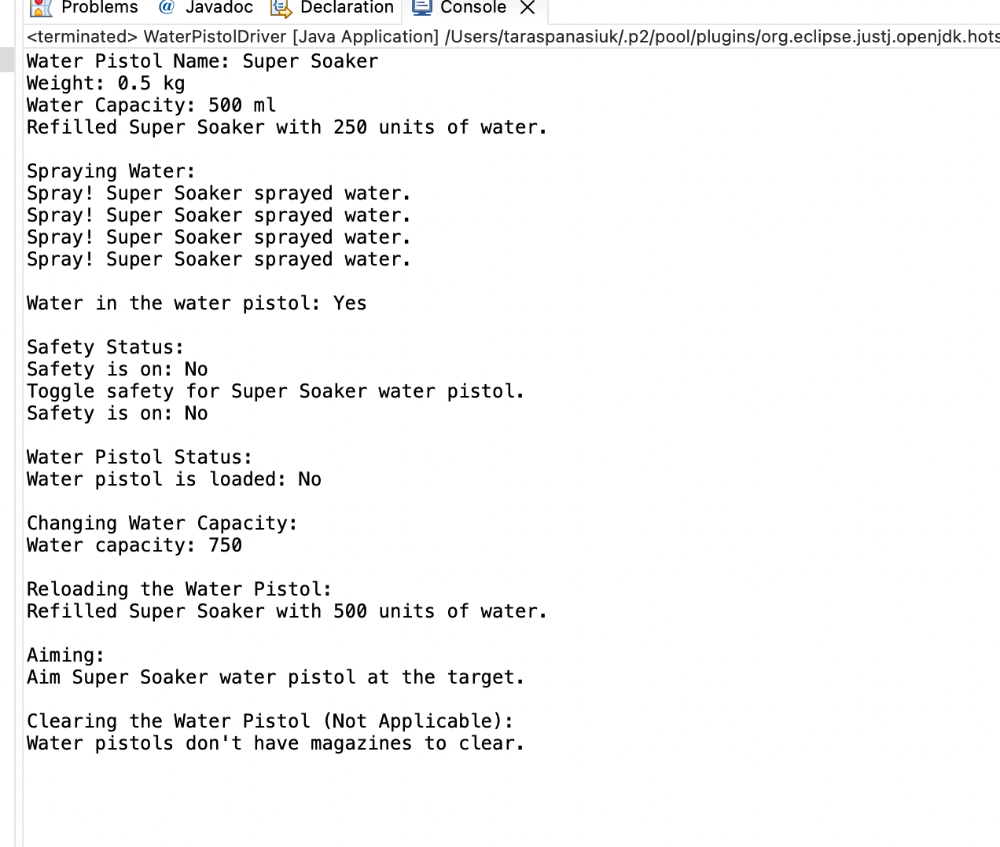 Problems @ Javadoc Declaration Console
<terminated> WaterPistolDriver [Java Application] /Users/taraspanasiuk/.p2/pool/plugins/org.eclipse.justj.openjdk.hots
Water Pistol Name: Super Soaker
Weight: 0.5 kg
Water Capacity: 500 ml
Refilled Super Soaker with 250 units of water.
Spraying Water:
Spray! Super Soaker sprayed water.
Spray! Super Soaker sprayed water.
Spray! Super Soaker sprayed water.
Spray! Super Soaker sprayed water.
Water in the water pistol: Yes
Safety Status:
Safety is on: No
Toggle safety for Super Soaker water pistol.
Safety is on: No
Water Pistol Status:
Water pistol is loaded: No
Changing Water Capacity:
Water capacity: 750
Reloading the Water Pistol:
Refilled Super Soaker with 500 units of water.
Aiming:
Aim Super Soaker water pistol at the target.
Clearing the Water Pistol (Not Applicable):
Water pistols don't have magazines to clear.